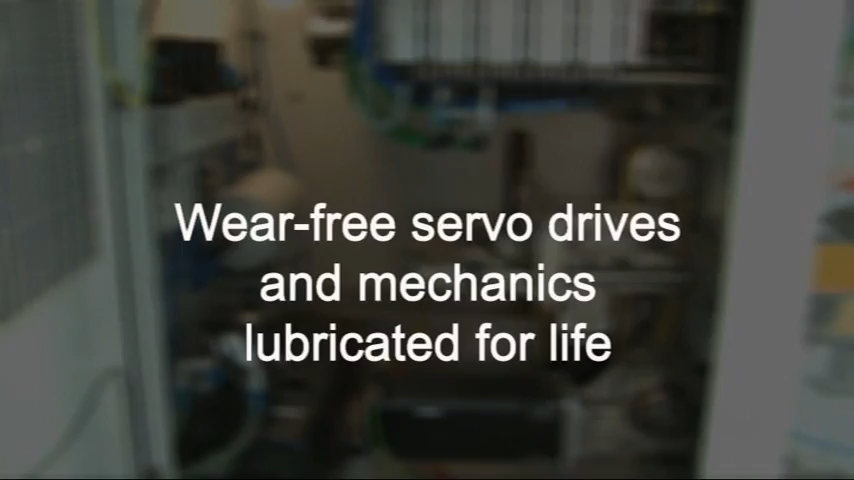 Wear-free servo drives
and mechanics
lubricated for life